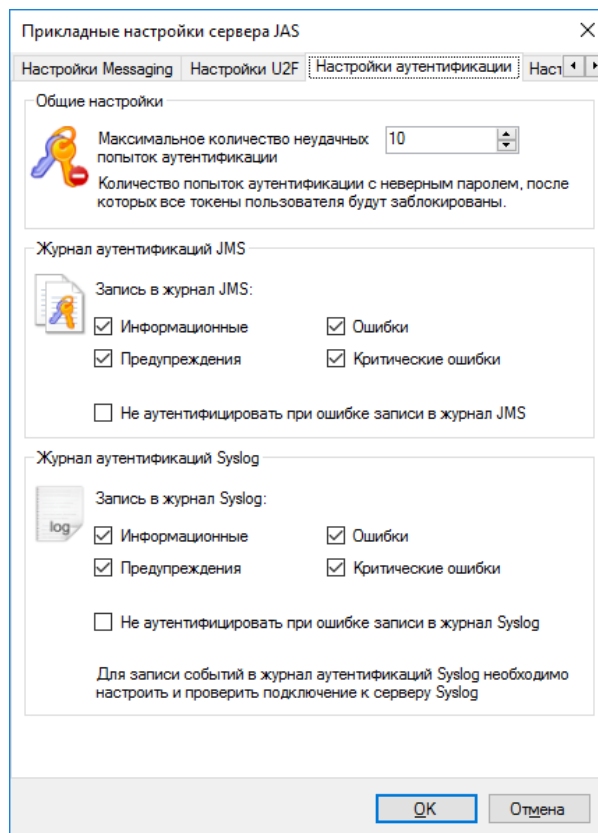 Прикладные настройки сервера JAS
Настройки Messaging Настройки U2F Настройки аутентификации Наст
Общие настройки
Максимальное количество неудачных 10
попыток аутентификации
Количество попыток аутентификации с неверным паролем, после
которых все токены пользователя будут заблокированы.
Журнал аутентификаций JMS
Запись в журнал JMS:
Информационные Ошибки
Предупреждения Критические ошибки
Не аутентифицировать при ошибке записи в журнал JMS
Журнал аутентификаций Syslog
Запись в журнал Syslog:
log
Информационные Ошибки
Предупреждения Критические ошибки
Не аутентифицировать при ошибке записи в журнал Syslog
Для записи событий в журнал аутентификаций Syslog необходимо
настроить и проверить подключение к серверу Syslog
OK Отмена